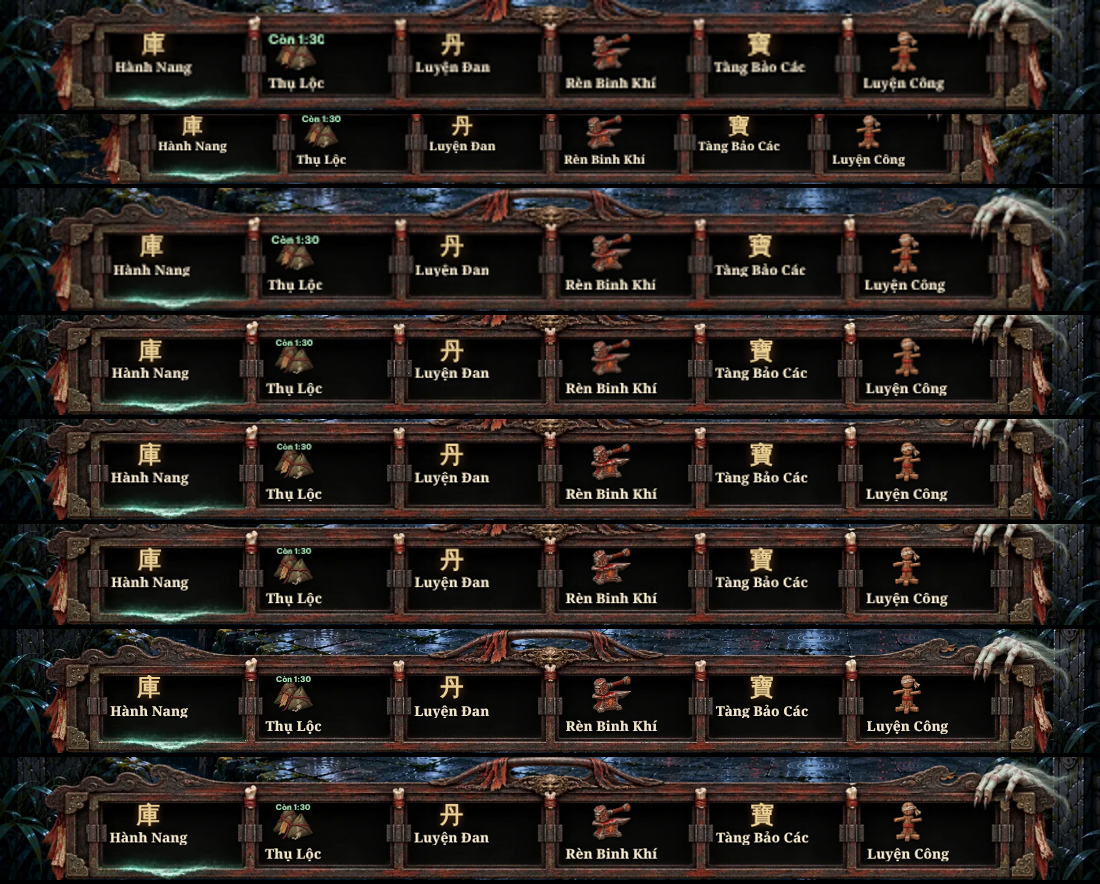 庫 Còn 1:30 丹 寶
Hành Nang Thụ Lộc Luyện Đan Rèn Binh Khí Tàng Bảo Các Luyện Công
庫 Còn 1:30 丹 寶
Hành Nang Thụ Lộc Luyện Đan Rèn Binh Khí Tàng Bảo Các Luyện Công
庫 Còn 1:30 丹 寶
Hành Nang Thụ Lộc Luyện Đan Rèn Binh Khí Tàng Bảo Các Luyện Công
庫 Còn 1:30 丹 寶
Hành Nang Thụ Lộc Luyện Đan Rèn Binh Khí Tàng Bảo Các Luyện Công
庫 Còn 1:30 丹 寶
Hành Nang Thụ Lộc Luyện Đan Rèn Binh Khí Tàng Bảo Các Luyện Công
庫 Còn 1:30 丹 寶
Hành Nang Thụ Lộc Luyện Đan Rèn Binh Khí Tàng Bảo Các Luyện Công
庫 Còn 1:30 丹 寶
Hành Nang Thụ Lộc Luyện Đan Rèn Binh Khí Tàng Bảo Các Luyện Công
庫 Còn 1:30 丹 寶
Hành Nang Thụ Lộc Luyện Đan Rèn Binh Khí Tàng Bảo Các Luyện Công